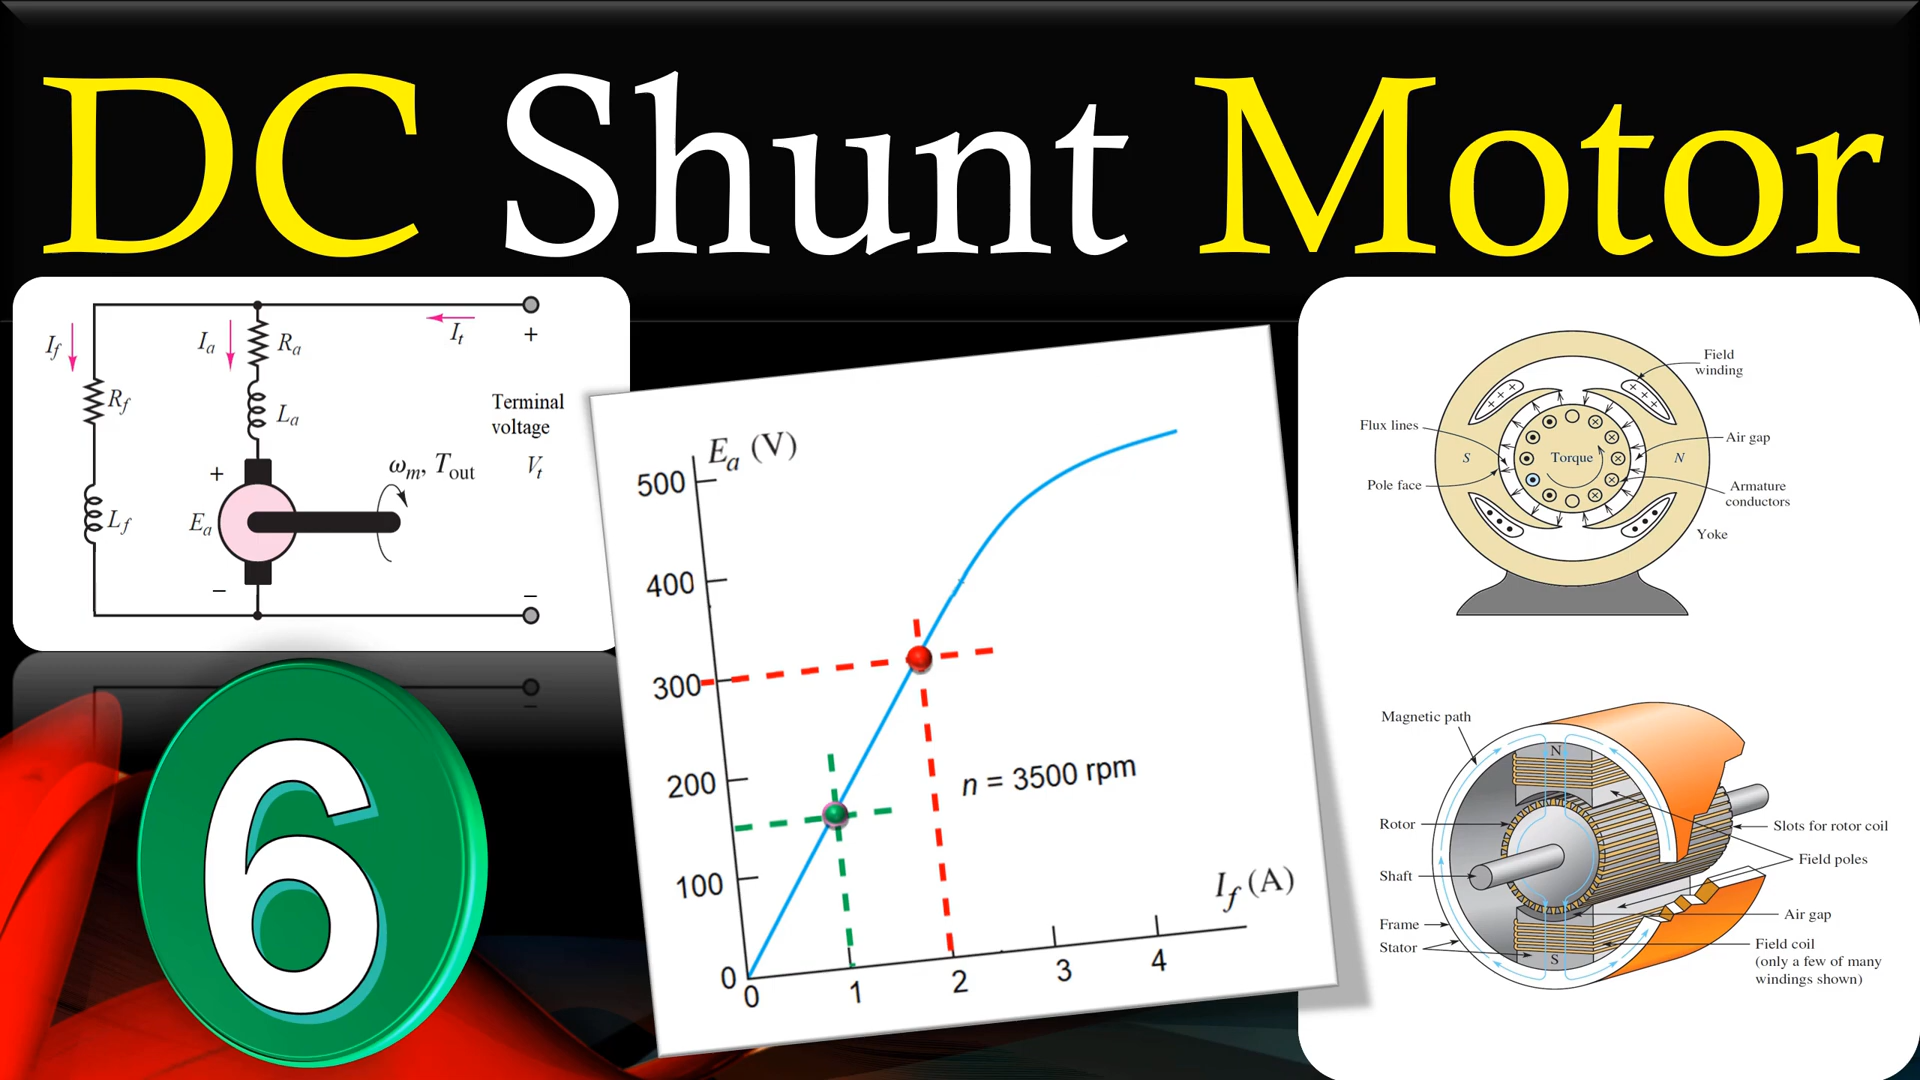 DC Shunt Motor
I_f
I_a
R_a
I_t
+
R_f
L_a
Terminal
voltage
V_t
+
ω_m, T_out
L_f
E_a
−
−
−
6
E_a (V)
500
400
300
200
100
0
0
1
2
3
4
I_f (A)
n = 3500 rpm
Field
winding
Flux lines
Air gap
S
Torque
N
Pole face
Armature
conductors
Yoke
Magnetic path
N
Rotor
Slots for rotor coil
Field poles
Shaft
Air gap
Frame
Stator
Field coil
(only a few of many
windings shown)
S